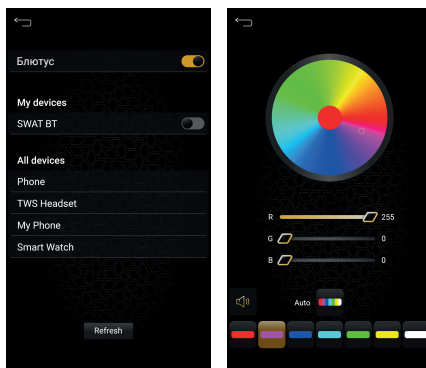 Блютус
My devices
SWAT BT
All devices
Phone
TWS Headset
My Phone
Smart Watch
Refresh
R 255
G 0
B 0
Auto